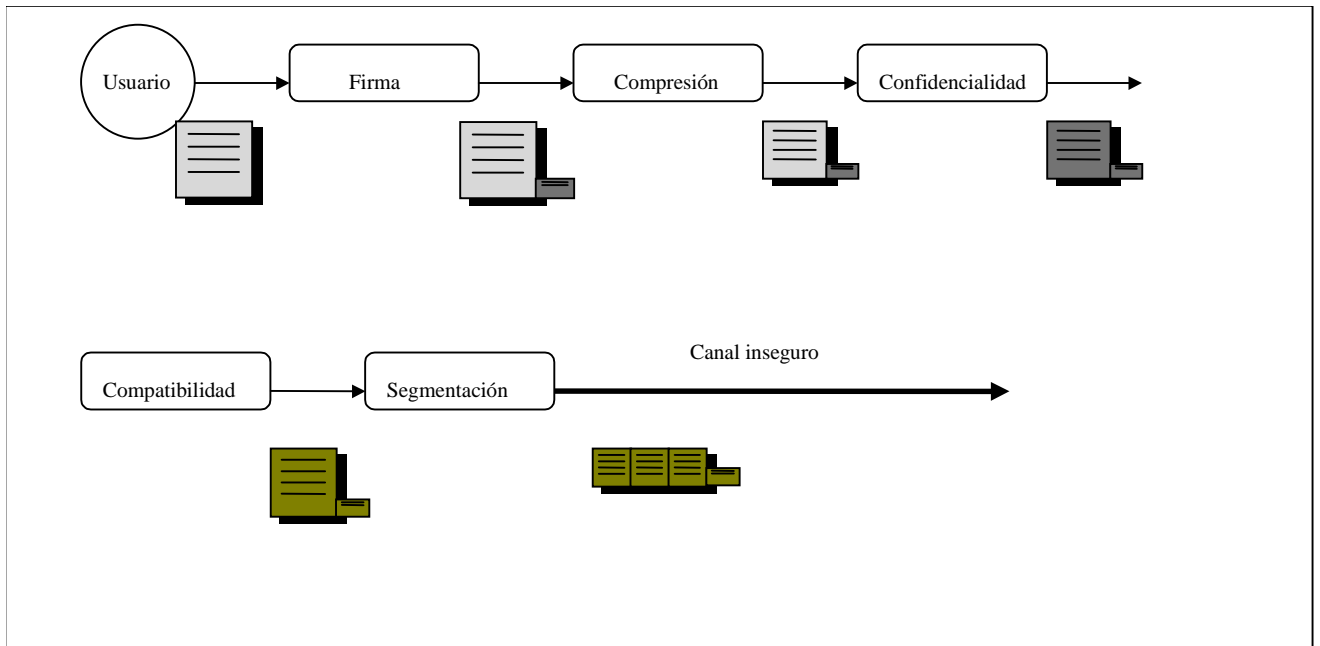 Usuario
Firma
Compresión
Confidencialidad
Canal inseguro
Compatibilidad
Segmentación